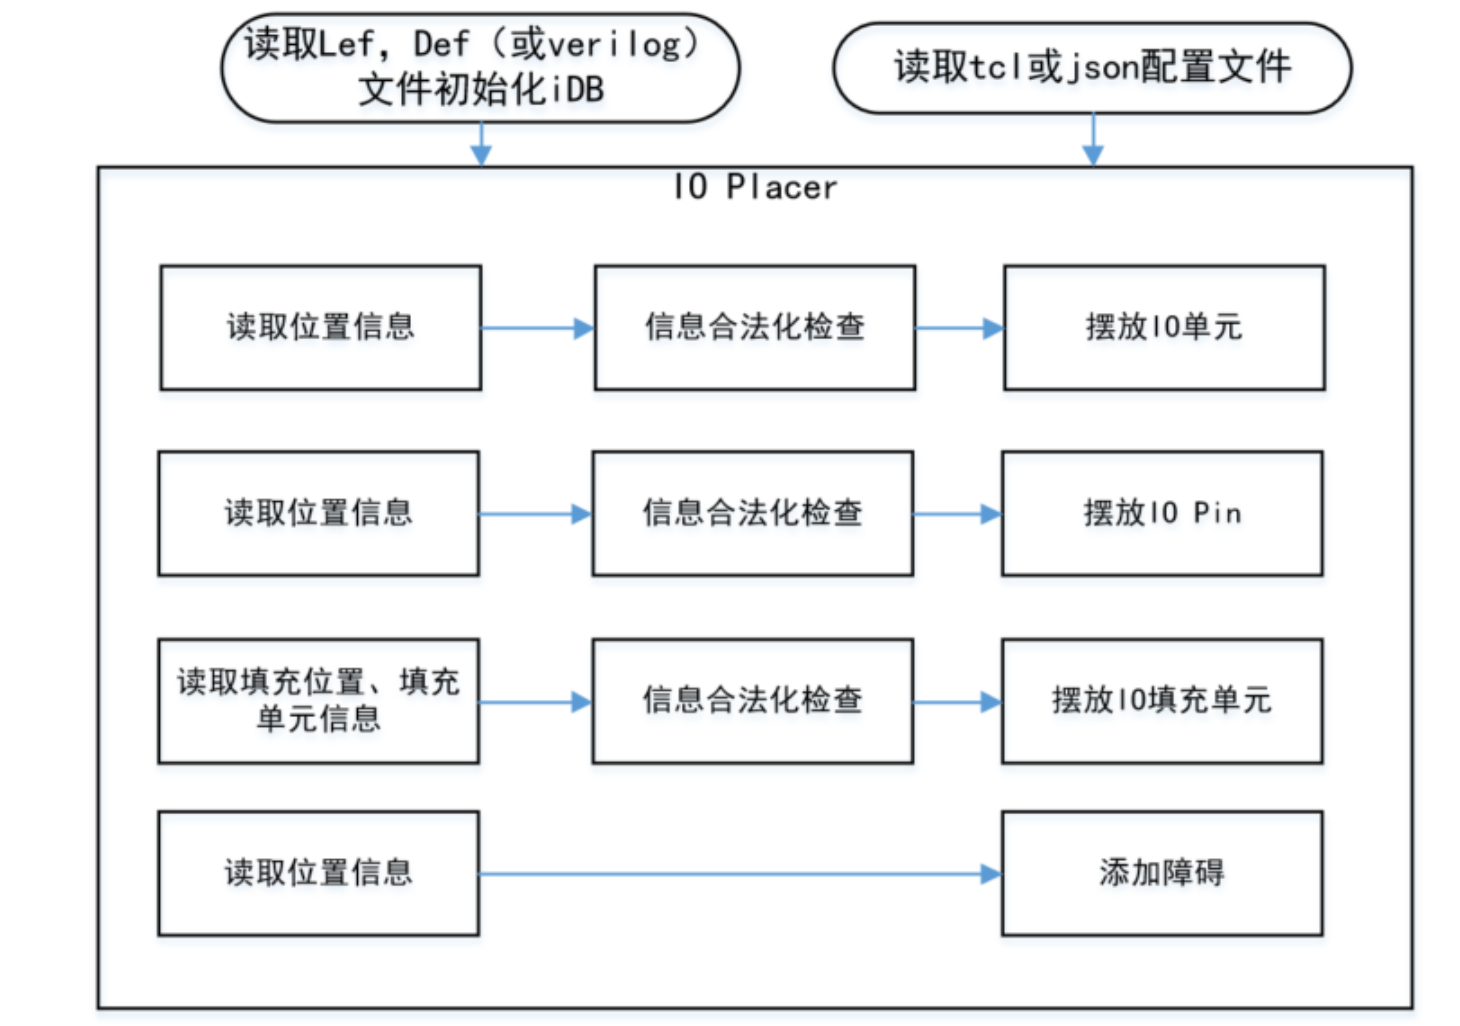 读取Lef，Def（或verilog）
文件初始化iDB
读取tcl或json配置文件
IO Placer
读取位置信息
信息合法化检查
摆放IO单元
读取位置信息
信息合法化检查
摆放IO Pin
读取填充位置、填充
单元信息
信息合法化检查
摆放IO填充单元
读取位置信息
添加障碍